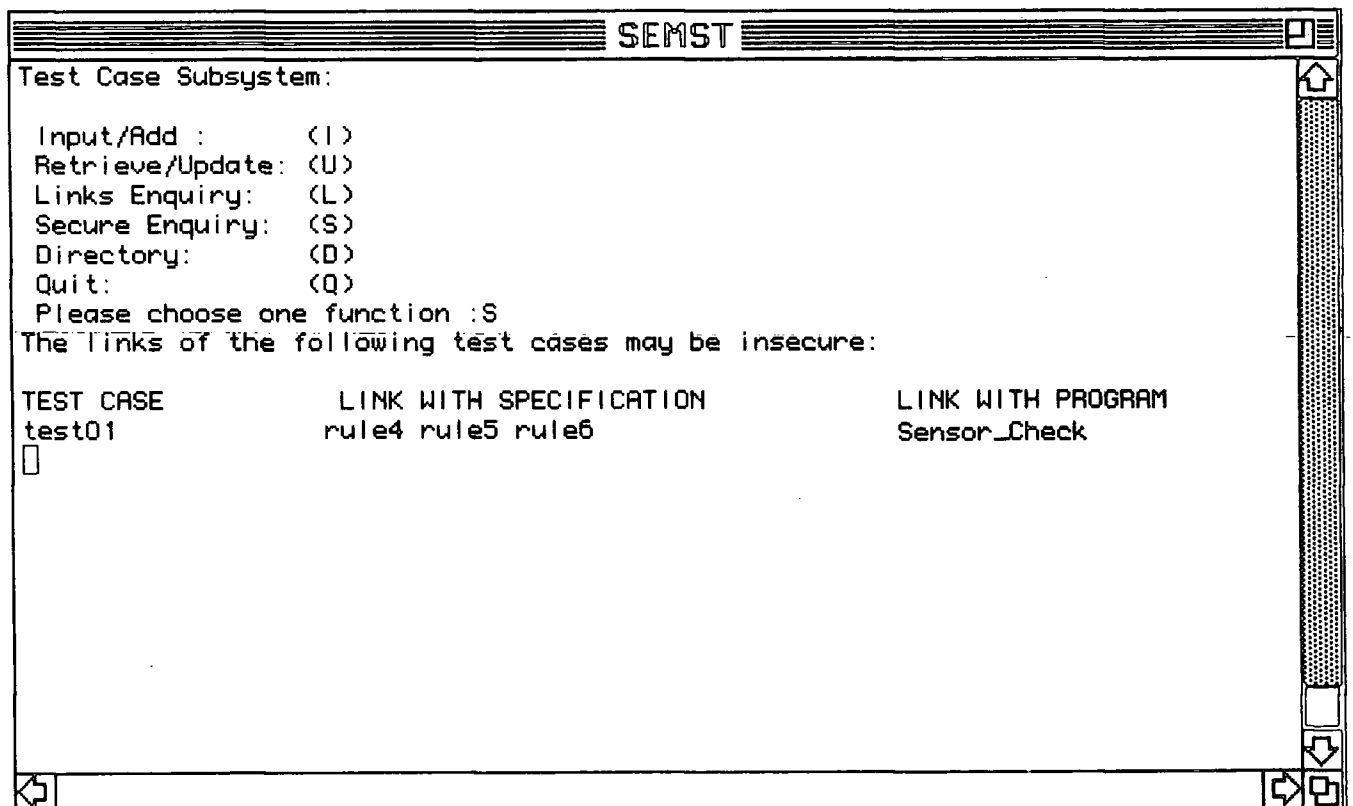 SEMST
Test Case Subsystem:
Input/Add : (I)
Retrieve/Update: (U)
Links Enquiry: (L)
Secure Enquiry: (S)
Directory: (D)
Quit: (Q)
Please choose one function :S
The links of the following test cases may be insecure:
TEST CASE LINK WITH SPECIFICATION LINK WITH PROGRAM
test01 rule4 rule5 rule6 Sensor_Check